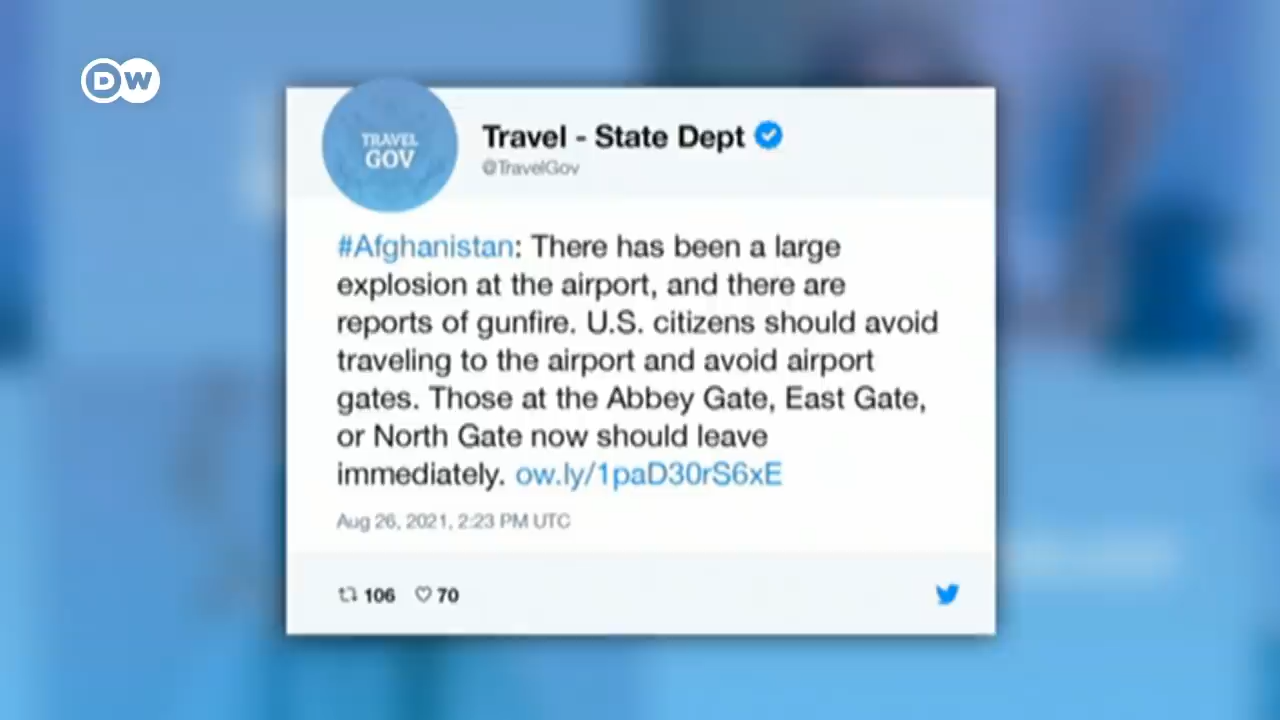 DW
TRAVEL
GOV
Travel - State Dept
@TravelGov
#Afghanistan: There has been a large
explosion at the airport, and there are
reports of gunfire. U.S. citizens should avoid
traveling to the airport and avoid airport
gates. Those at the Abbey Gate, East Gate,
or North Gate now should leave
immediately. ow.ly/1paD30rS6xE
Aug 26, 2021, 2:23 PM UTC
106 70